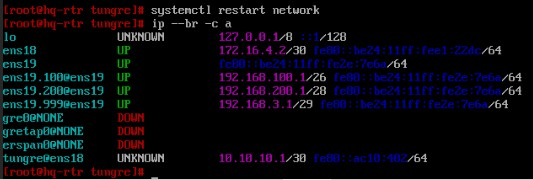 [root@hq-rtr tungre]# systemctl restart network
[root@hq-rtr tungre]# ip --br -c a
lo UNKNOWN 127.0.0.1/8 ::1/128
ens18 UP 172.16.4.2/30 fe80::be24:11ff:fee1:22dc/64
ens19 UP fe80::be24:11ff:fe2e:7e6a/64
ens19.100@ens19 UP 192.168.100.1/26 fe80::be24:11ff:fe2e:7e6a/64
ens19.200@ens19 UP 192.168.200.1/28 fe80::be24:11ff:fe2e:7e6a/64
ens19.999@ens19 UP 192.168.3.1/29 fe80::be24:11ff:fe2e:7e6a/64
gre0@NONE DOWN
gretap0@NONE DOWN
erspan0@NONE DOWN
tungre@ens18 UNKNOWN 10.10.10.1/30 fe80::ac10:402/64
[root@hq-rtr tungre]#